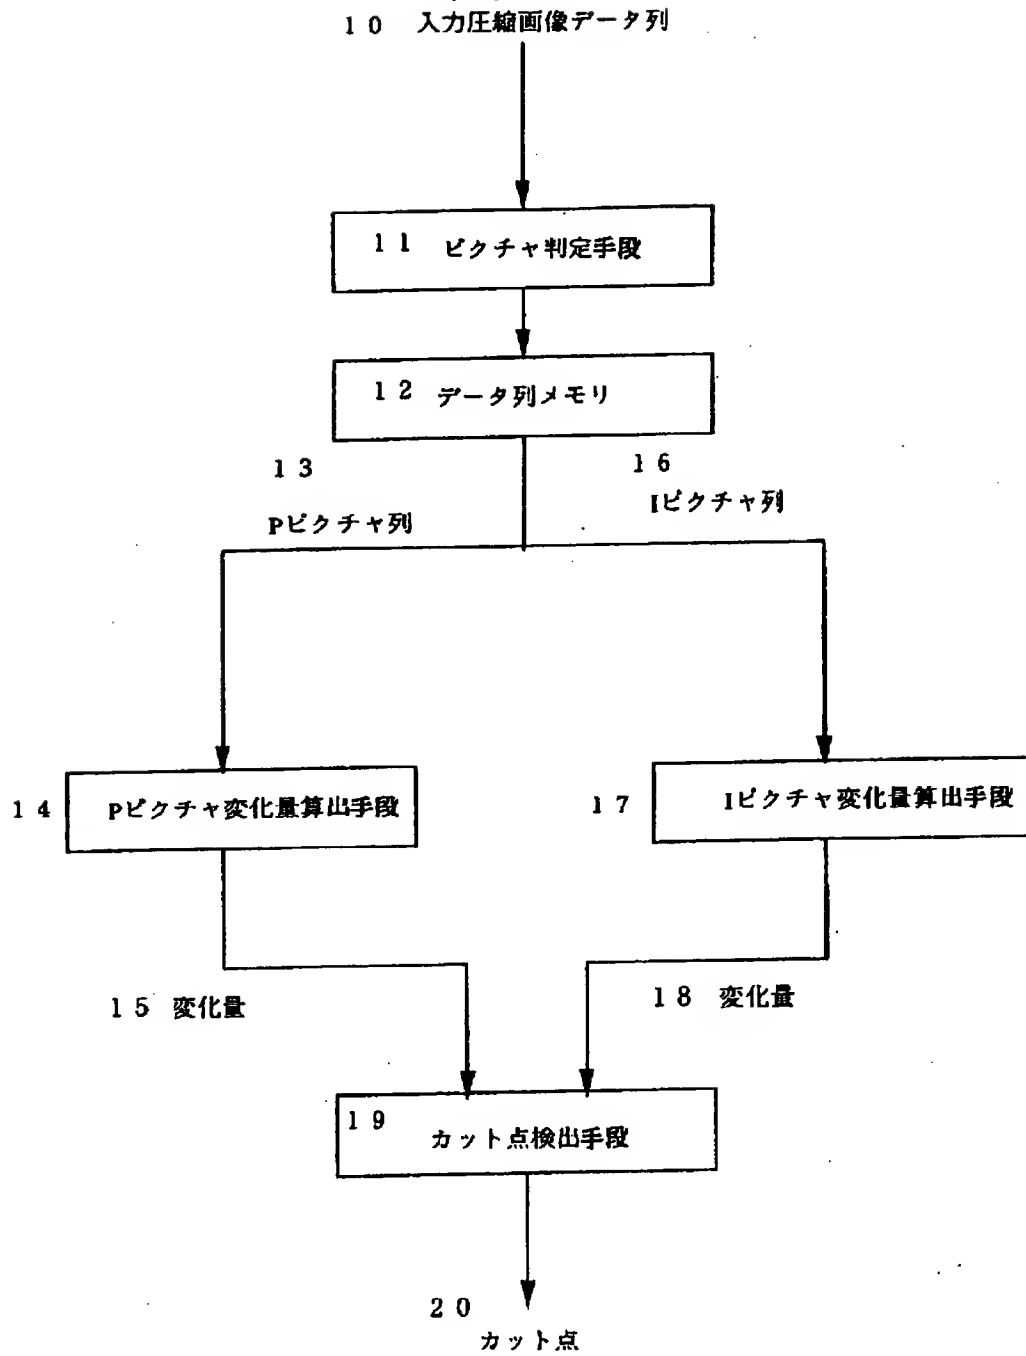 10 入力圧縮画像データ列
11 ピクチャ判定手段
12 データ列メモリ
13
Pピクチャ列
16
Iピクチャ列
14 Pピクチャ変化量算出手段
17 Iピクチャ変化量算出手段
15 変化量
18 変化量
19 カット点検出手段
20
カット点